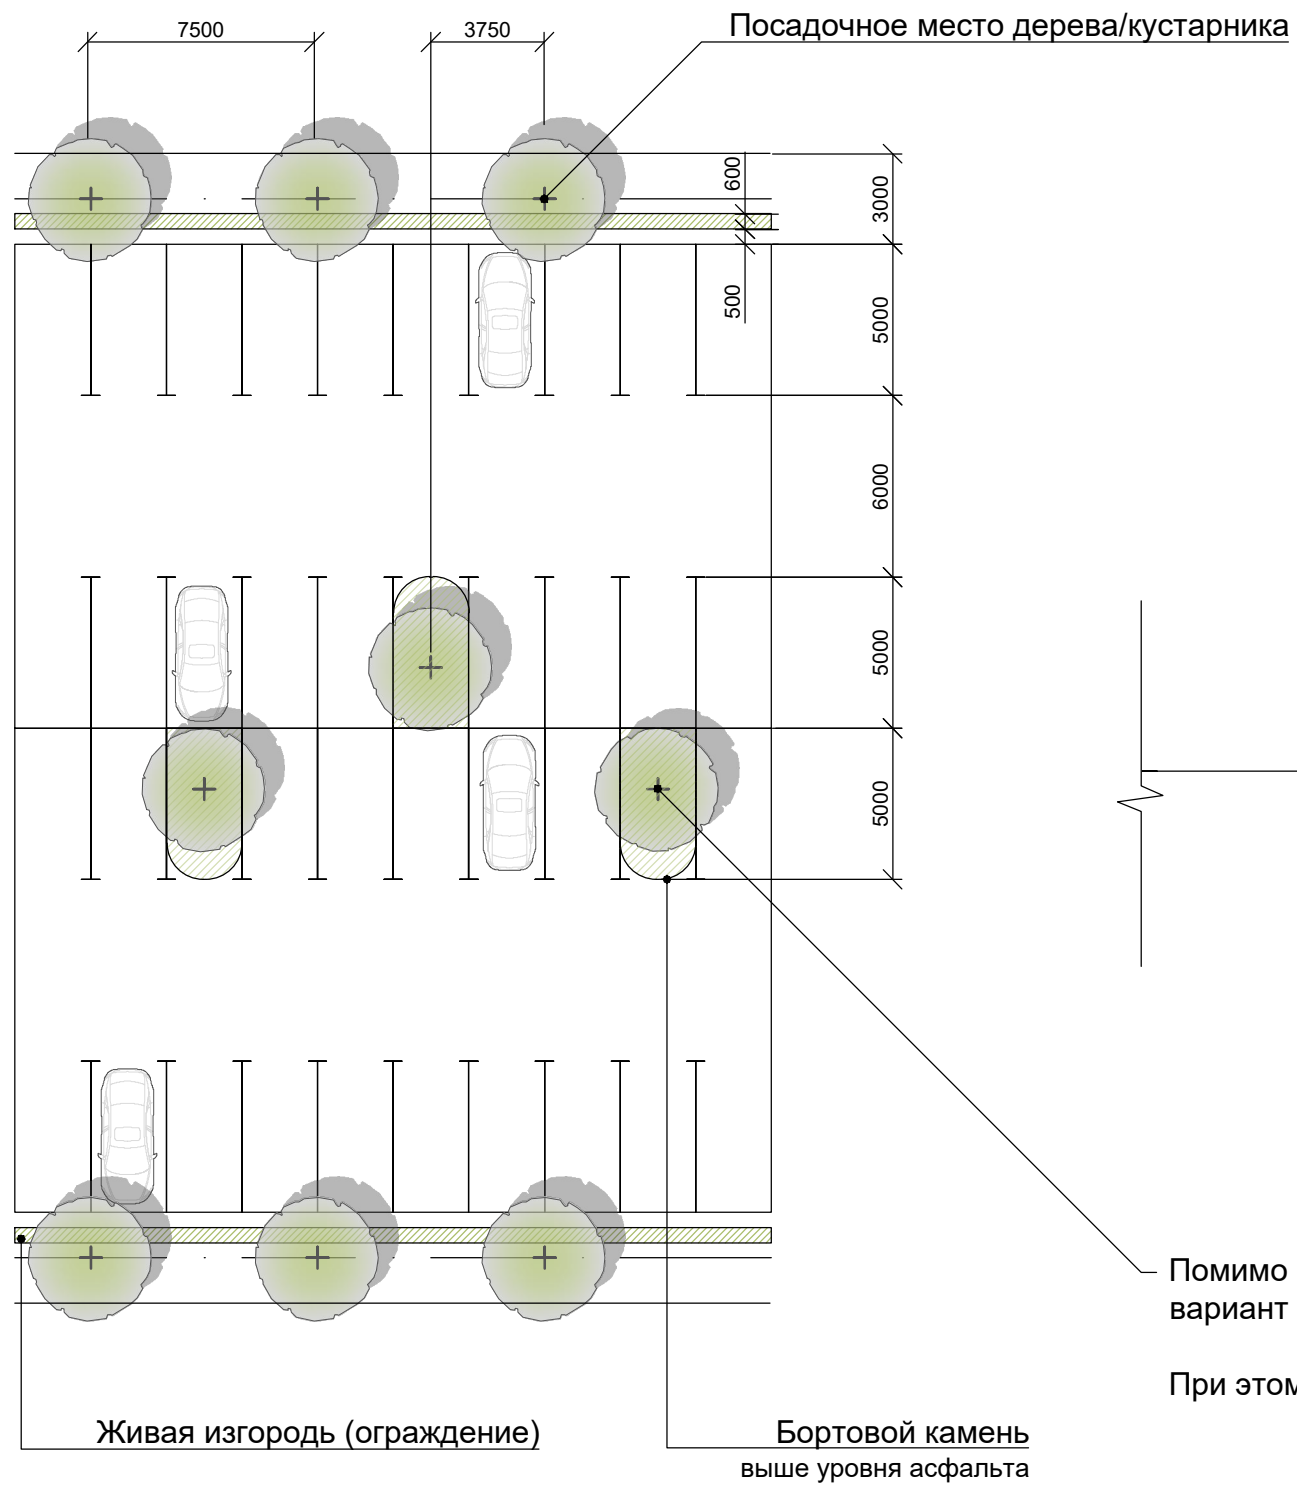 7500
3750
Посадочное место дерева/кустарника
600
3000
500
5000
6000
5000
5000
Помимо
вариант
При этом
Живая изгородь (ограждение)
Бортовой камень
выше уровня асфальта